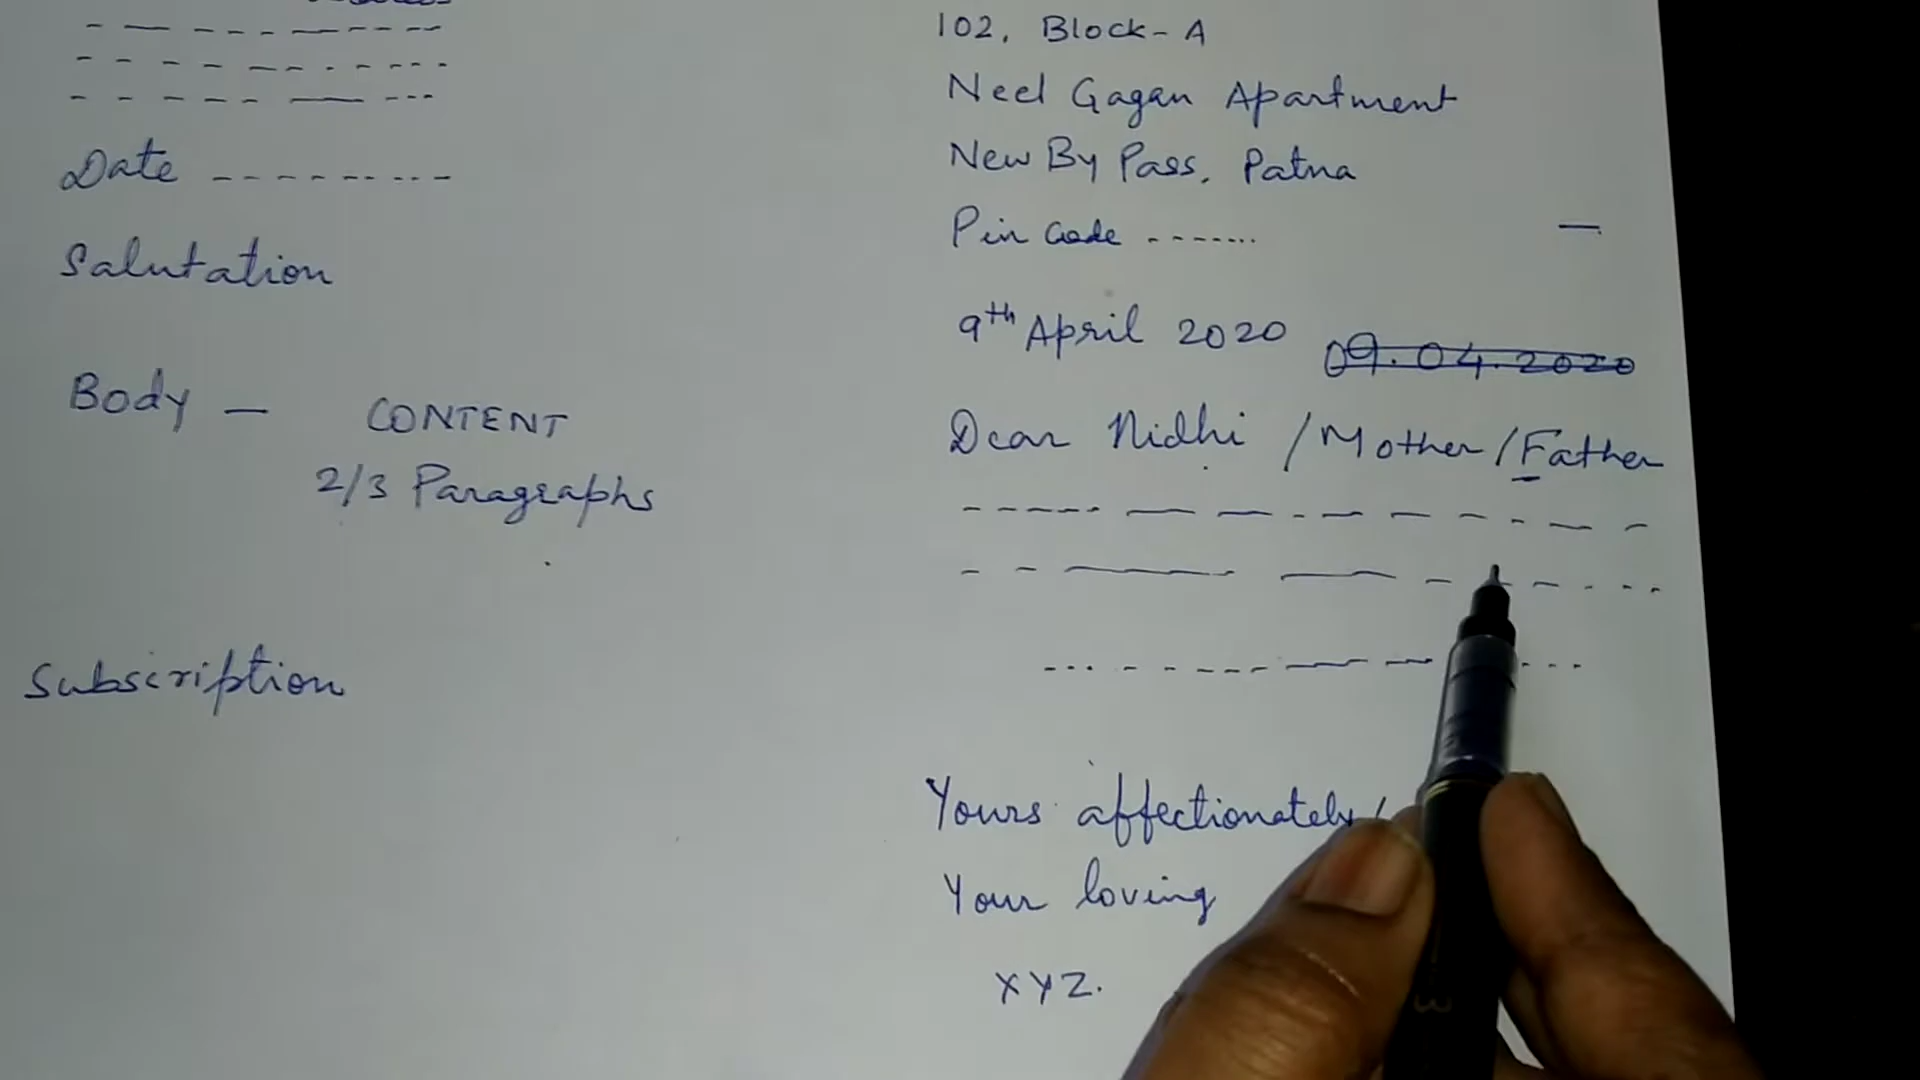 Date
Salutation
Body - CONTENT
2/3 Paragraphs
Subscription
102, Block-A
Neel Gagan Apartment
New By Pass, Patna
Pin Code
9th April 2020 09.04.2020
Dear Nidhi /Mother/Father
Yours affectionately/
Your loving
XYZ.